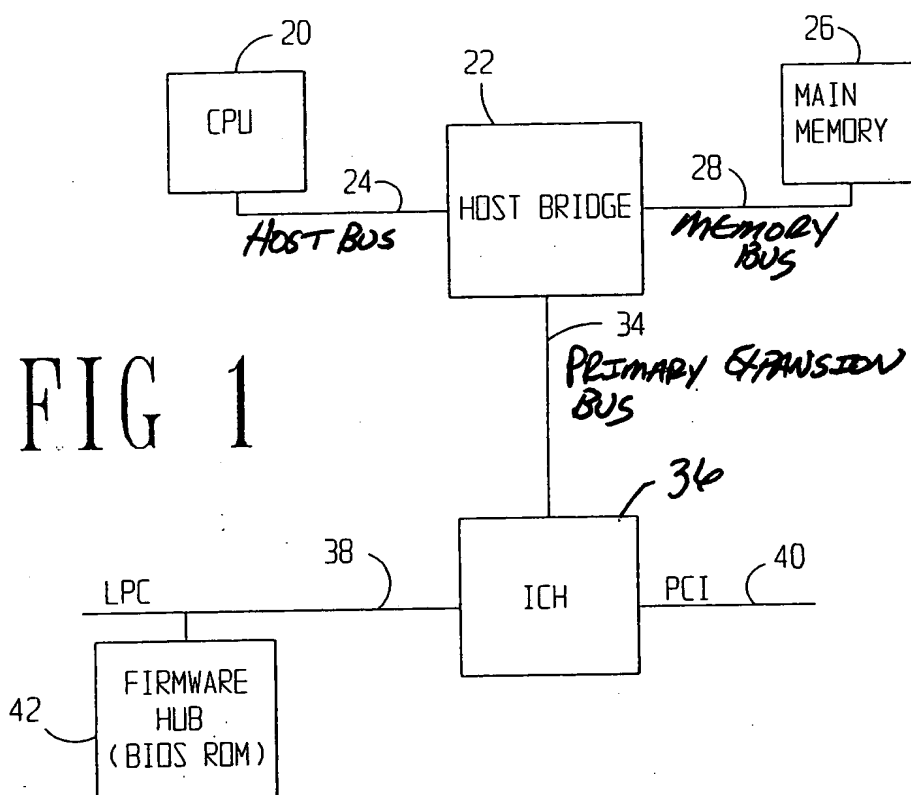 20
CPU
22
26
MAIN
MEMORY
24
HOST BRIDGE
28
HOST BUS
MEMORY
BUS
34
PRIMARY EXPANSION
BUS
FIG 1
36
38
40
LPC
ICH
PCI
42
FIRMWARE
HUB
(BIOS ROM)